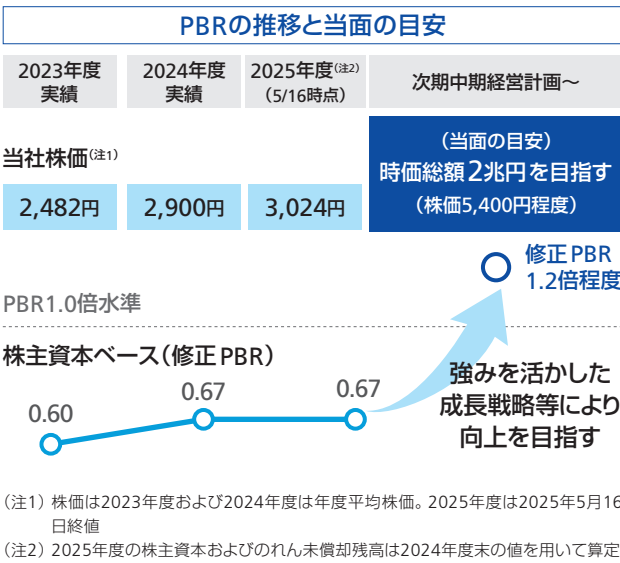 PBRの推移と当面の目安
2023年度 実績
2024年度 実績
2025年度(注2) (5/16時点)
次期中期経営計画～
当社株価(注1)
2,482円
2,900円
3,024円
(当面の目安)
時価総額2兆円を目指す
(株価5,400円程度)
修正PBR
1.2倍程度
PBR1.0倍水準
株主資本ベース(修正PBR)
0.60
0.67
0.67
強みを活かした
成長戦略等により
向上を目指す
(注1) 株価は2023年度および2024年度は年度平均株価。2025年度は2025年5月16
日終値
(注2) 2025年度の株主資本およびのれん未償却残高は2024年度末の値を用いて算定